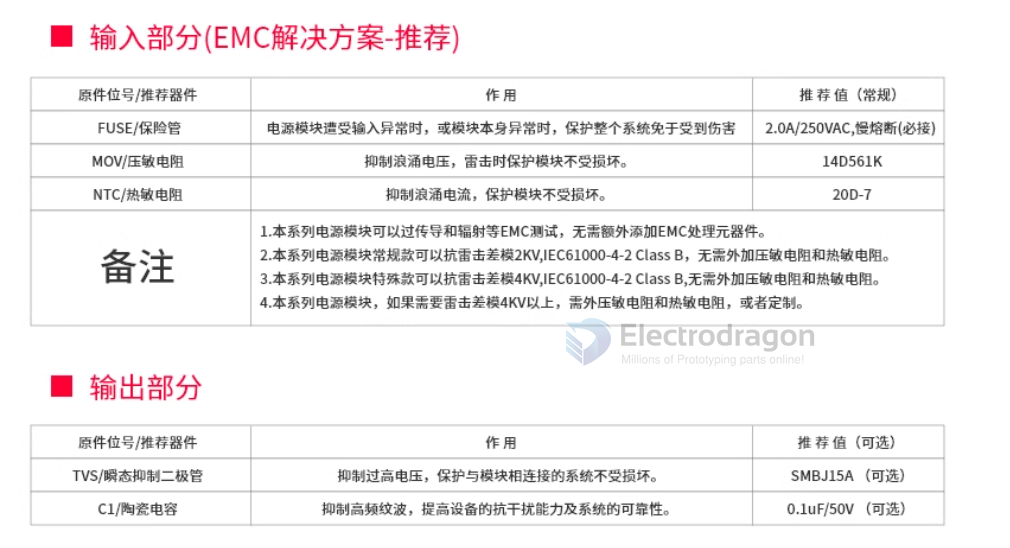 输入部分(EMC解决方案-推荐)
原件位号/推荐器件 作 用 推 荐 值（常规）
FUSE/保险管 电源模块遭受输入异常时，或模块本身异常时，保护整个系统免于受到伤害 2.0A/250VAC,慢熔断(必接)
MOV/压敏电阻 抑制浪涌电压，雷击时保护模块不受损坏。 14D561K
NTC/热敏电阻 抑制浪涌电流，保护模块不受损坏。 20D-7
备注
1.本系列电源模块可以过传导和辐射等EMC测试，无需额外添加EMC处理元器件。
2.本系列电源模块常规款可以抗雷击差模2KV,IEC61000-4-2 Class B，无需外加压敏电阻和热敏电阻。
3.本系列电源模块特殊款可以抗雷击差模4KV,IEC61000-4-2 Class B,无需外加压敏电阻和热敏电阻。
4.本系列电源模块，如果需要雷击差模4KV以上，需外压敏电阻和热敏电阻，或者定制。
Electrodragon
Millions of Prototyping parts online!
输出部分
原件位号/推荐器件 作 用 推 荐 值（可选）
TVS/瞬态抑制二极管 抑制过高电压，保护与模块相连接的系统不受损坏。 SMBJ15A （可选）
C1/陶瓷电容 抑制高频纹波，提高设备的抗干扰能力及系统的可靠性。 0.1uF/50V （可选）